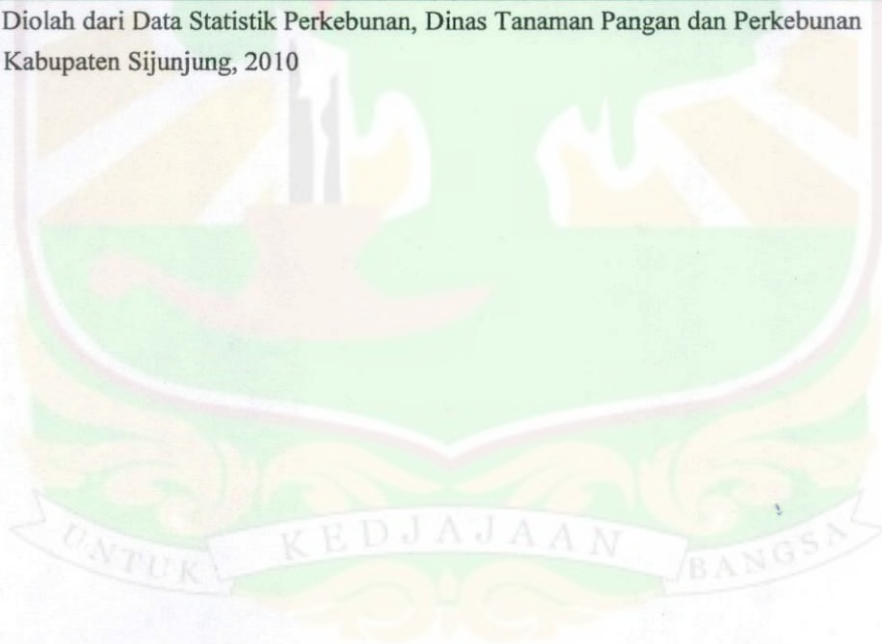 Diolah dari Data Statistik Perkebunan, Dinas Tanaman Pangan dan Perkebunan
Kabupaten Sijunjung, 2010
UNTUK KEDJAJAAN BANGSA